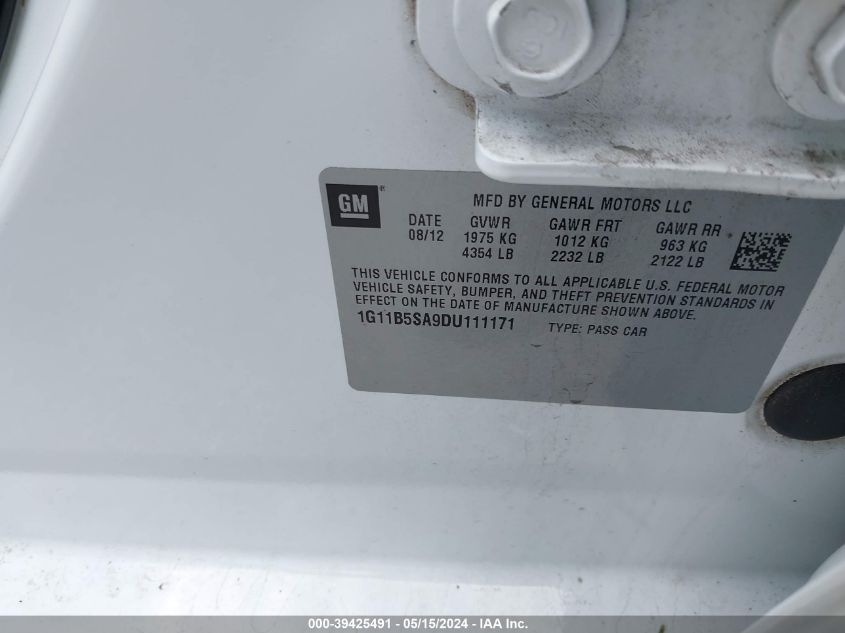 GM®
MFD BY GENERAL MOTORS LLC
DATE GVWR GAWR FRT GAWR RR
08/12 1975 KG 1012 KG 963 KG
4354 LB 2232 LB 2122 LB
THIS VEHICLE CONFORMS TO ALL APPLICABLE U.S. FEDERAL MOTOR
VEHICLE SAFETY, BUMPER, AND THEFT PREVENTION STANDARDS IN
EFFECT ON THE DATE OF MANUFACTURE SHOWN ABOVE.
1G11B5SA9DU111171 TYPE: PASS CAR
000-39425491 - 05/15/2024 - IAA Inc.